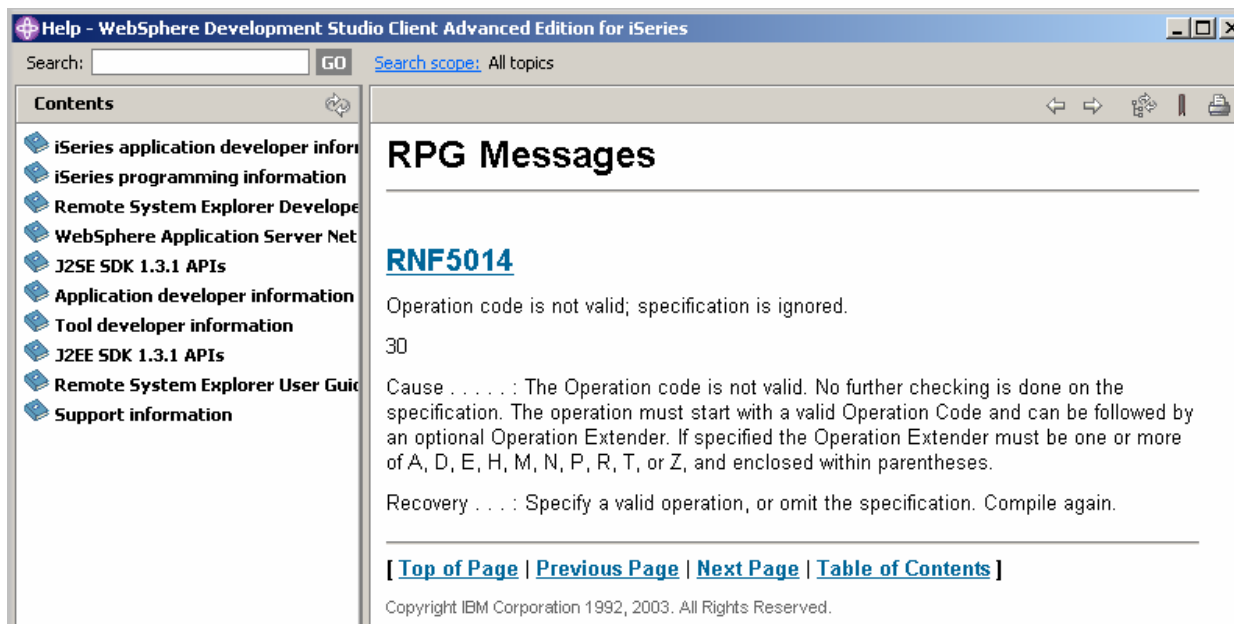 Help - WebSphere Development Studio Client Advanced Edition for iSeries
Search: GO Search scope: All topics
Contents
iSeries application developer infor
iSeries programming information
Remote System Explorer Develope
WebSphere Application Server Net
J2SE SDK 1.3.1 APIs
Application developer information
Tool developer information
J2EE SDK 1.3.1 APIs
Remote System Explorer User Guid
Support information
RPG Messages
RNF5014
Operation code is not valid; specification is ignored.
30
Cause . . . . . : The Operation code is not valid. No further checking is done on the
specification. The operation must start with a valid Operation Code and can be followed by
an optional Operation Extender. If specified the Operation Extender must be one or more
of A, D, E, H, M, N, P, R, T, or Z, and enclosed within parentheses.
Recovery . . . : Specify a valid operation, or omit the specification. Compile again.
[ Top of Page | Previous Page | Next Page | Table of Contents ]
Copyright IBM Corporation 1992, 2003. All Rights Reserved.